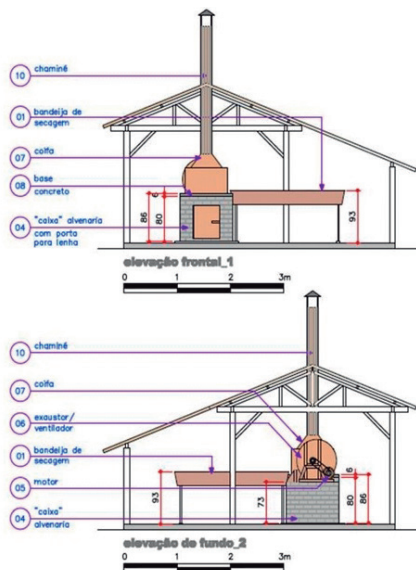 10 chaminé
01 bandeija de
secagem
07 coifa
08 base
concreto
04 "caixa" alvenaria
com porta
para lenha
6
86
80
93
elevação frontal_1
0 1 2 3m
10 chaminé
07 coifa
06 exaustor/
ventilador
01 bandeija de
secagem
05 motor
04 "caixa"
alvenaria
93
73
6
80
86
elevação de fundo_2
0 1 2 3m